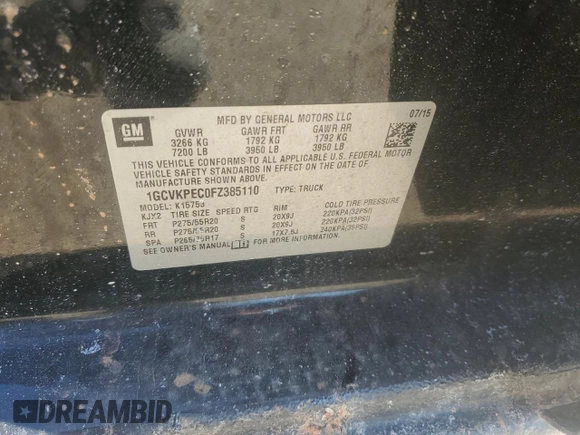 GM
MFD BY GENERAL MOTORS LLC
07/15
GVWR GAWR FRT GAWR RR
3266 KG 1792 KG 1792 KG
7200 LB 3950 LB 3950 LB
THIS VEHICLE CONFORMS TO ALL APPLICABLE U.S. FEDERAL MOTOR
VEHICLE SAFETY STANDARDS IN EFFECT ON THE DATE OF
MANUFACTURE SHOWN ABOVE.
1GCVKPEC0FZ385110 TYPE: TRUCK
MODEL: K15753
KJY2 TIRE SIZE SPEED RTG RIM COLD TIRE PRESSURE
FRT P275/55R20 S 20X9J 220KPA(32PSI)
RR P275/55R20 S 20X9J 220KPA(32PSI)
SPA P265/70R17 S 17X7.5J 240KPA(35PSI)
SEE OWNER'S MANUAL FOR MORE INFORMATION.
DREAMBID